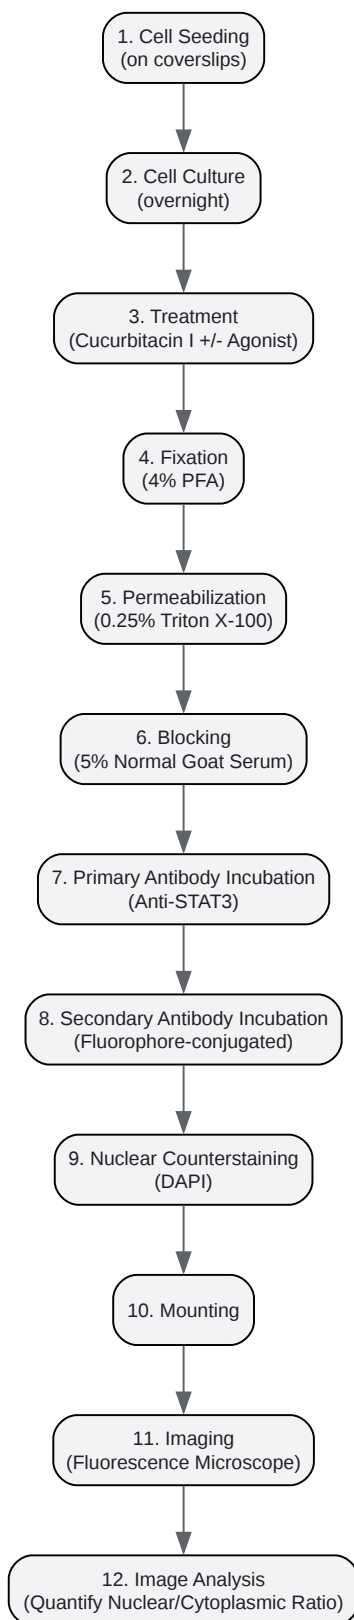 1. Cell Seeding
(on coverslips)
2. Cell Culture
(overnight)
3. Treatment
(Cucurbitacin I +/- Agonist)
4. Fixation
(4% PFA)
5. Permeabilization
(0.25% Triton X-100)
6. Blocking
(5% Normal Goat Serum)
7. Primary Antibody Incubation
(Anti-STAT3)
8. Secondary Antibody Incubation
(Fluorophore-conjugated)
9. Nuclear Counterstaining
(DAPI)
10. Mounting
11. Imaging
(Fluorescence Microscope)
12. Image Analysis
(Quantify Nuclear/Cytoplasmic Ratio)